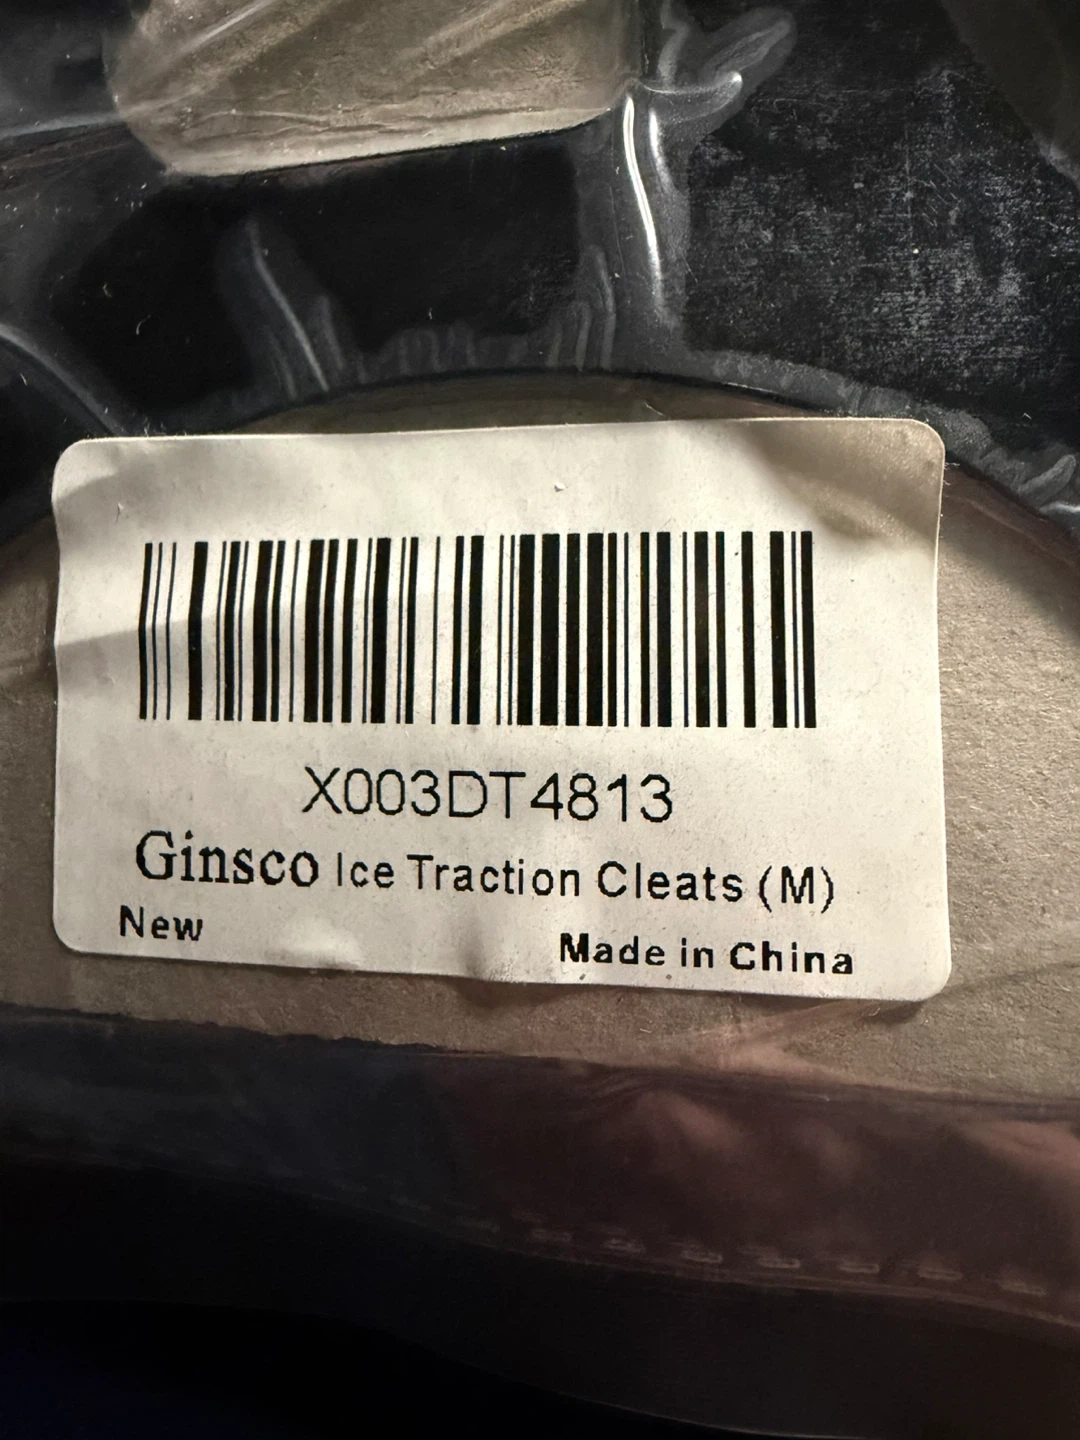 X003DT4813
Ginsco Ice Traction Cleats (M)
New
Made in China